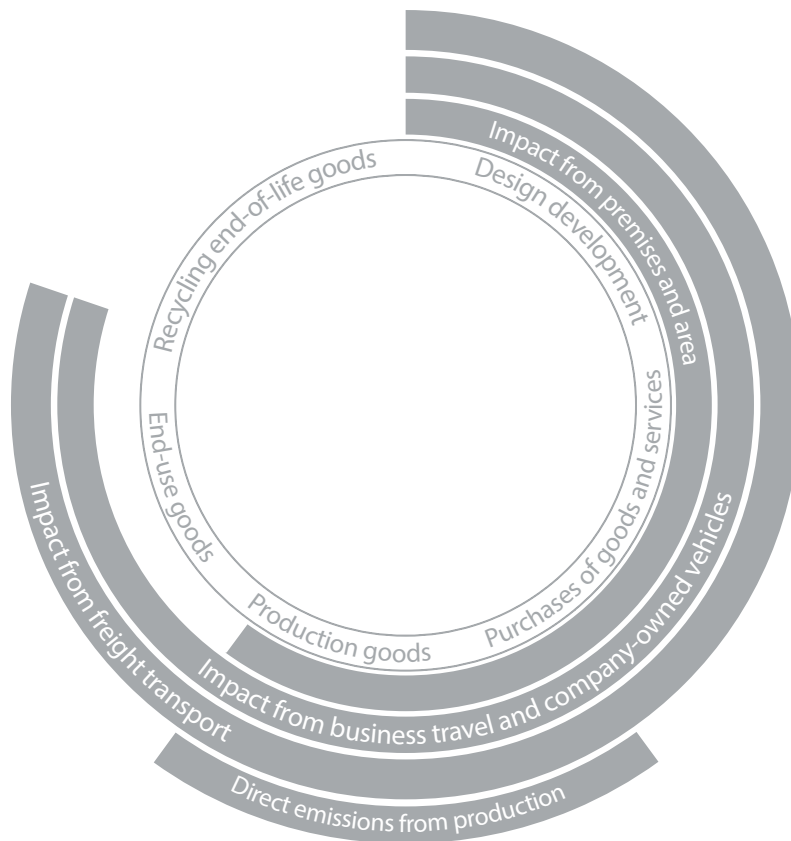 Impact from premises and area
Design development
Purchases of goods and services
Production goods
End-use goods
Recycling end-of-life goods
Impact from business travel and company-owned vehicles
Impact from freight transport
Direct emissions from production